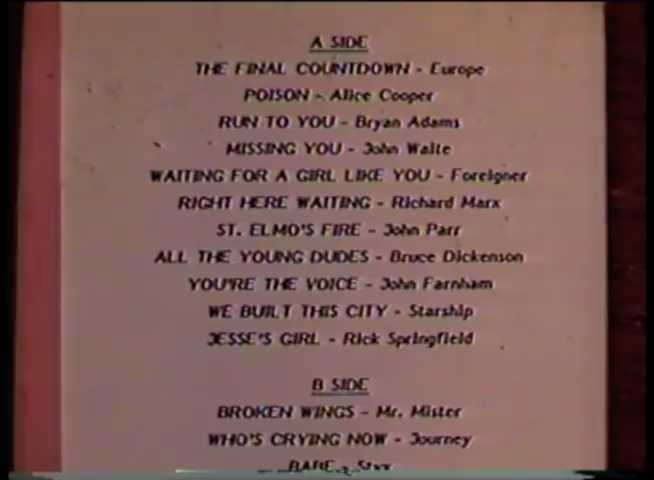 A SIDE
THE FINAL COUNTDOWN - Europe
POISON - Alice Cooper
RUN TO YOU - Bryan Adams
MISSING YOU - John Waite
WAITING FOR A GIRL LIKE YOU - Foreigner
RIGHT HERE WAITING - Richard Marx
ST. ELMO'S FIRE - John Parr
ALL THE YOUNG DUDES - Bruce Dickenson
YOU'RE THE VOICE - John Farnham
WE BUILT THIS CITY - Starship
JESSE'S GIRL - Rick Springfield
B SIDE
BROKEN WINGS - Mr. Mister
WHO'S CRYING NOW - Journey
BABE - Styx